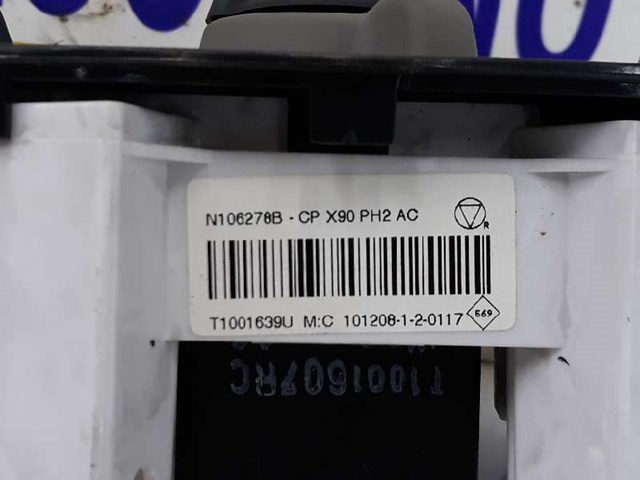 N106278B - CP X90 PH2 AC
R
T1001639U M:C 101208-1-2-0117
569
T1001607RC